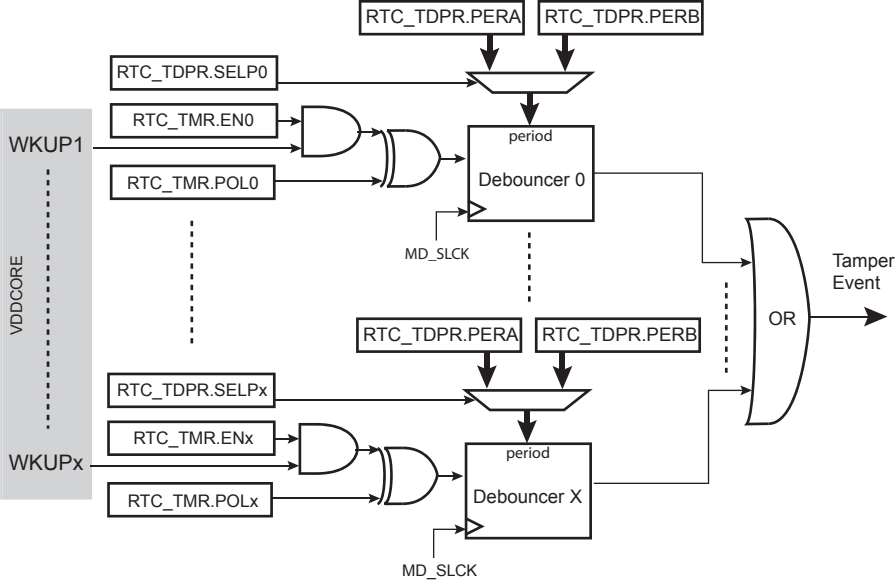 RTC_TDPR.PERA
RTC_TDPR.PERB
RTC_TDPR.SELP0
RTC_TMR.EN0
WKUP1
period
RTC_TMR.POL0
Debouncer 0
MD_SLCK
VDDCORE
Tamper
Event
OR
RTC_TDPR.PERA
RTC_TDPR.PERB
RTC_TDPR.SELPx
RTC_TMR.ENx
WKUPx
period
RTC_TMR.POLx
Debouncer X
MD_SLCK